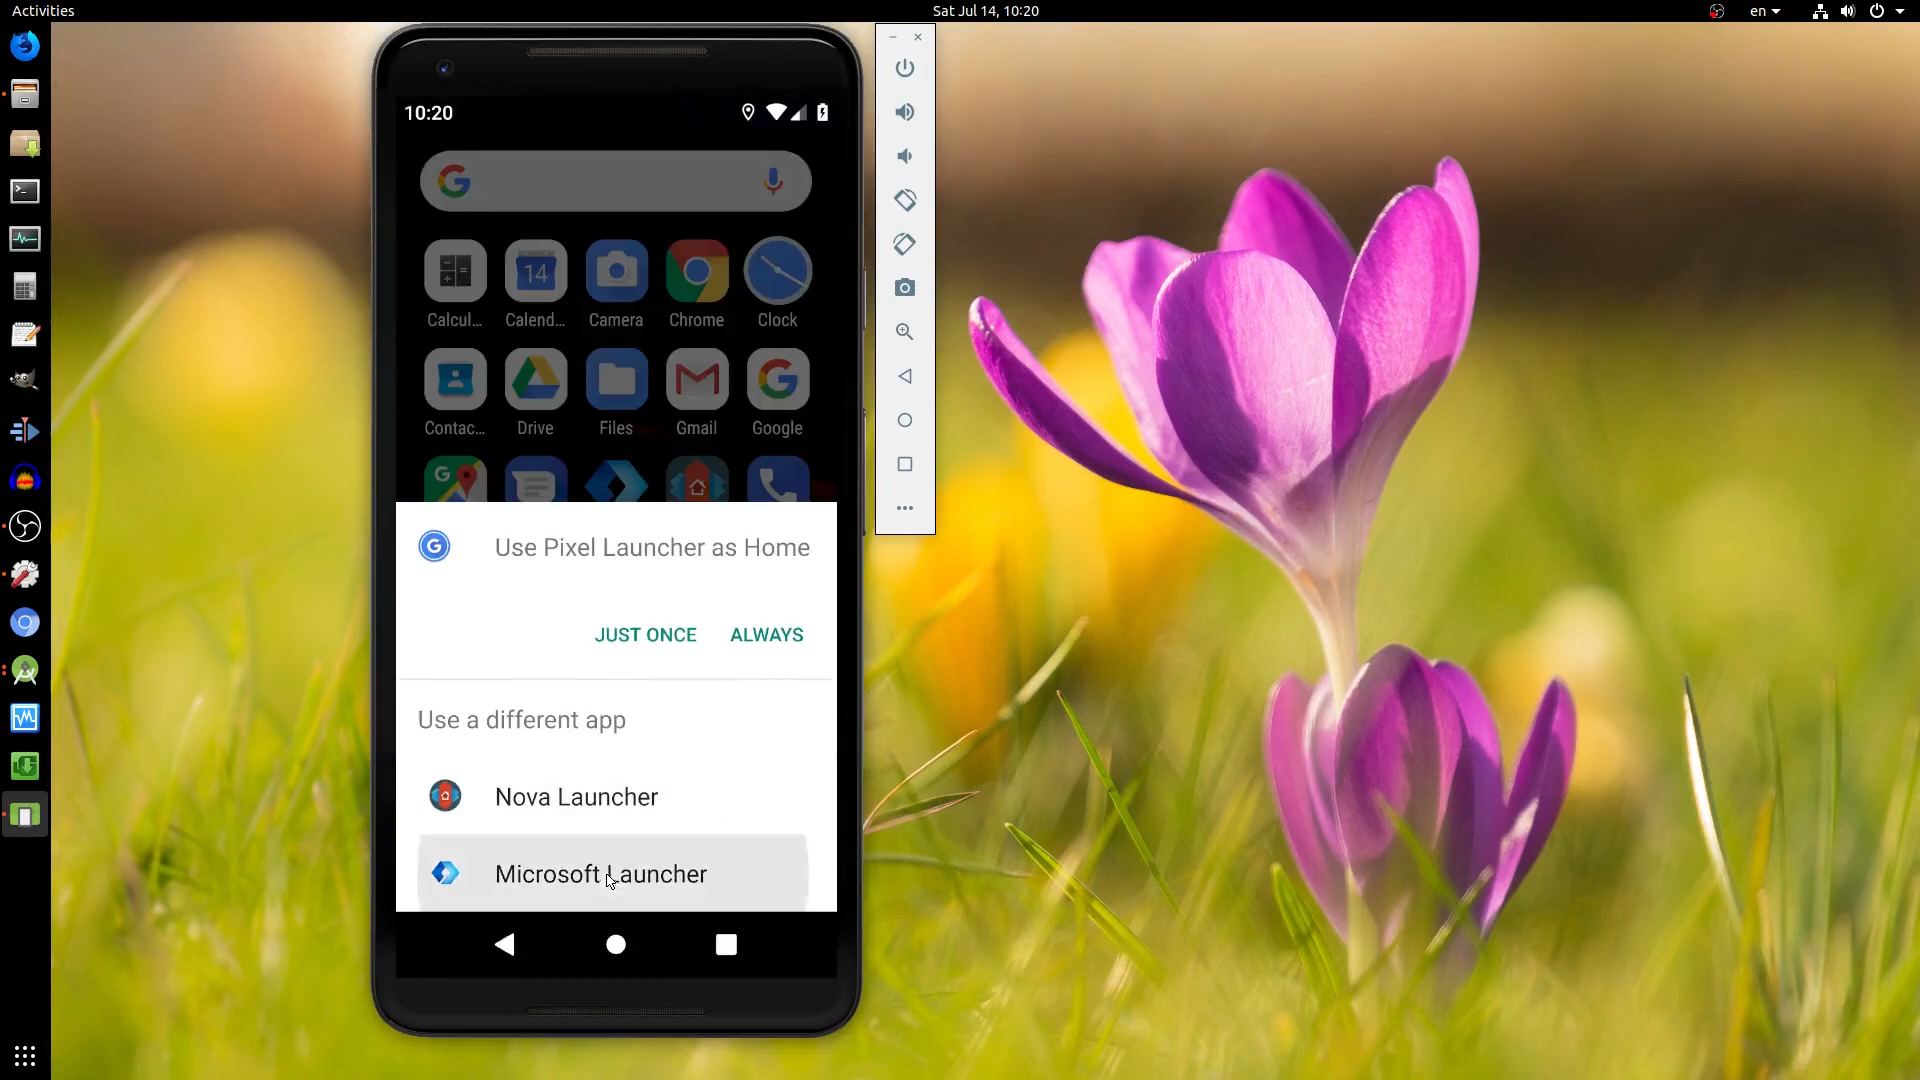 Activities
Sat Jul 14, 10:20
en
10:20
Calcul...
Calend...
Camera
Chrome
Clock
14
Contac...
Drive
Files
Gmail
Google
Use Pixel Launcher as Home
JUST ONCE
ALWAYS
Use a different app
Nova Launcher
Microsoft Launcher